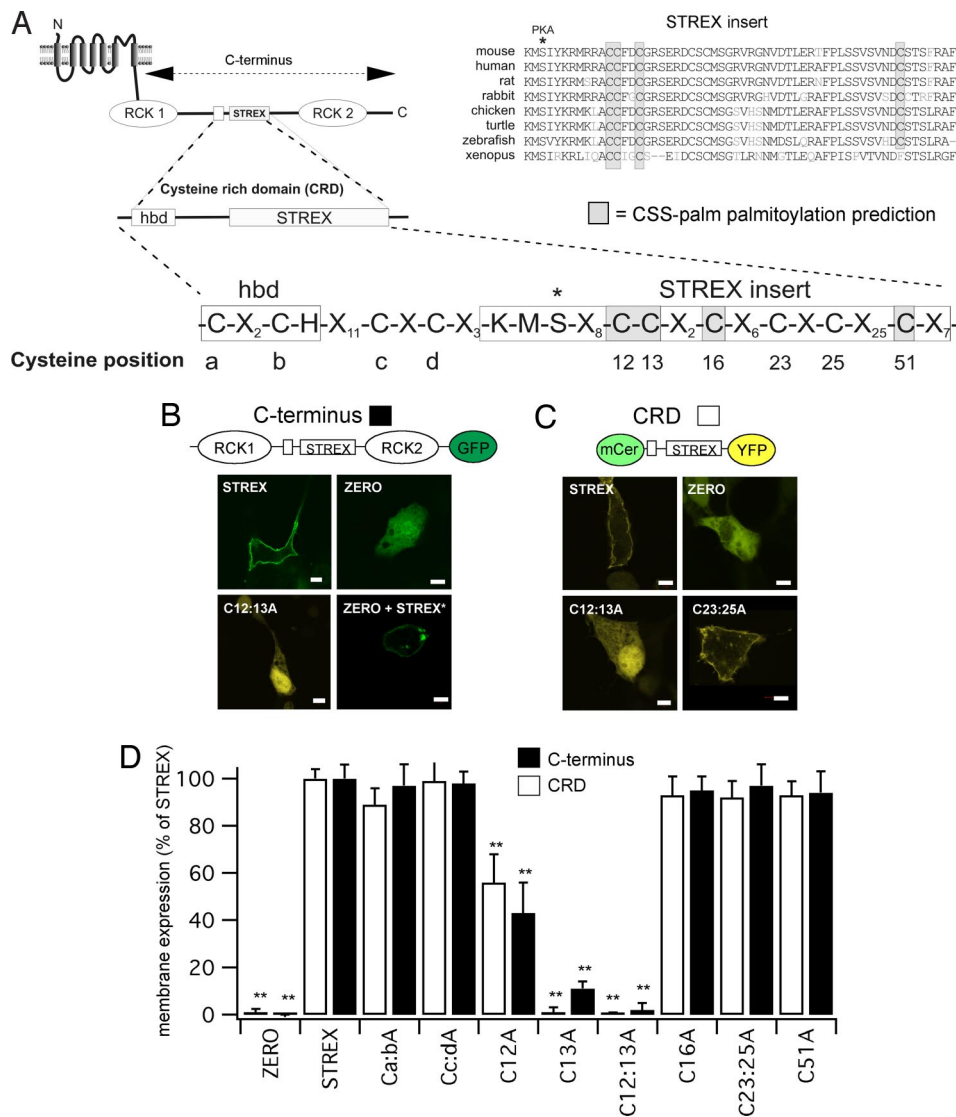 A
N
C-terminus
RCK 1
STREX
RCK 2
C
Cysteine rich domain (CRD)
hbd
STREX
STREX insert
PKA
*
mouse KMSIYKRMRRACCFDCGRSERDCSCMSGRVRGNVDTLERTFPLSSVSVNDCSTSFRAF
human KMSIYKRMRRACCFDCGRSERDCSCMSGRVRGNVDTLERAFPLSSVSVNDCSTSFRAF
rat KMSIYKRMSRACCFDCGRSERDCSCMSGRVRGNVDTLERNFPLSSVSVNDCSTSFRAF
rabbit KMSIYKRMRRACCFGCGRSERDCSCMSGRVRGHVDTLGRAFPLSSVSVSDCCTRFRAF
chicken KMSIYKRMKLACCFDCGRSERDCSCMSGSVHSNMDTLERAFPLSSVSVNDCSTSFRAF
turtle KMSVYKRMKLACCFDCGRSERDCSCMSGSVHSNMDTLERAFPLSSVSVNDCSTSFRAF
zebrafish KMSIYKRMKLACCFDCGRSERDCSCMSGSVHSNMDSLQRAFPLSSVSVHDCSTSLRA-
xenopus KMSIRKRLIQACCIGCS--EIDCSCMSGTLRNNMGTLEQAFPISPVTVNDFSTSLRGF
= CSS-palm palmitoylation prediction
hbd * STREX insert
-C-X2-C-H-X11-C-X-C-X3-K-M-S-X8-C-C-X2-C-X6-C-X-C-X25-C-X7-
Cysteine position a b c d 12 13 16 23 25 51
B
C-terminus
RCK1 STREX RCK2 GFP
STREX ZERO
C12:13A ZERO + STREX*
C
CRD
mCer STREX YFP
STREX ZERO
C12:13A C23:25A
D
C-terminus
CRD
membrane expression (% of STREX)
100
80
60
40
20
0
** ** ** ** ** ** ** **
ZERO STREX Ca:bA Cc:dA C12A C13A C12:13A C16A C23:25A C51A